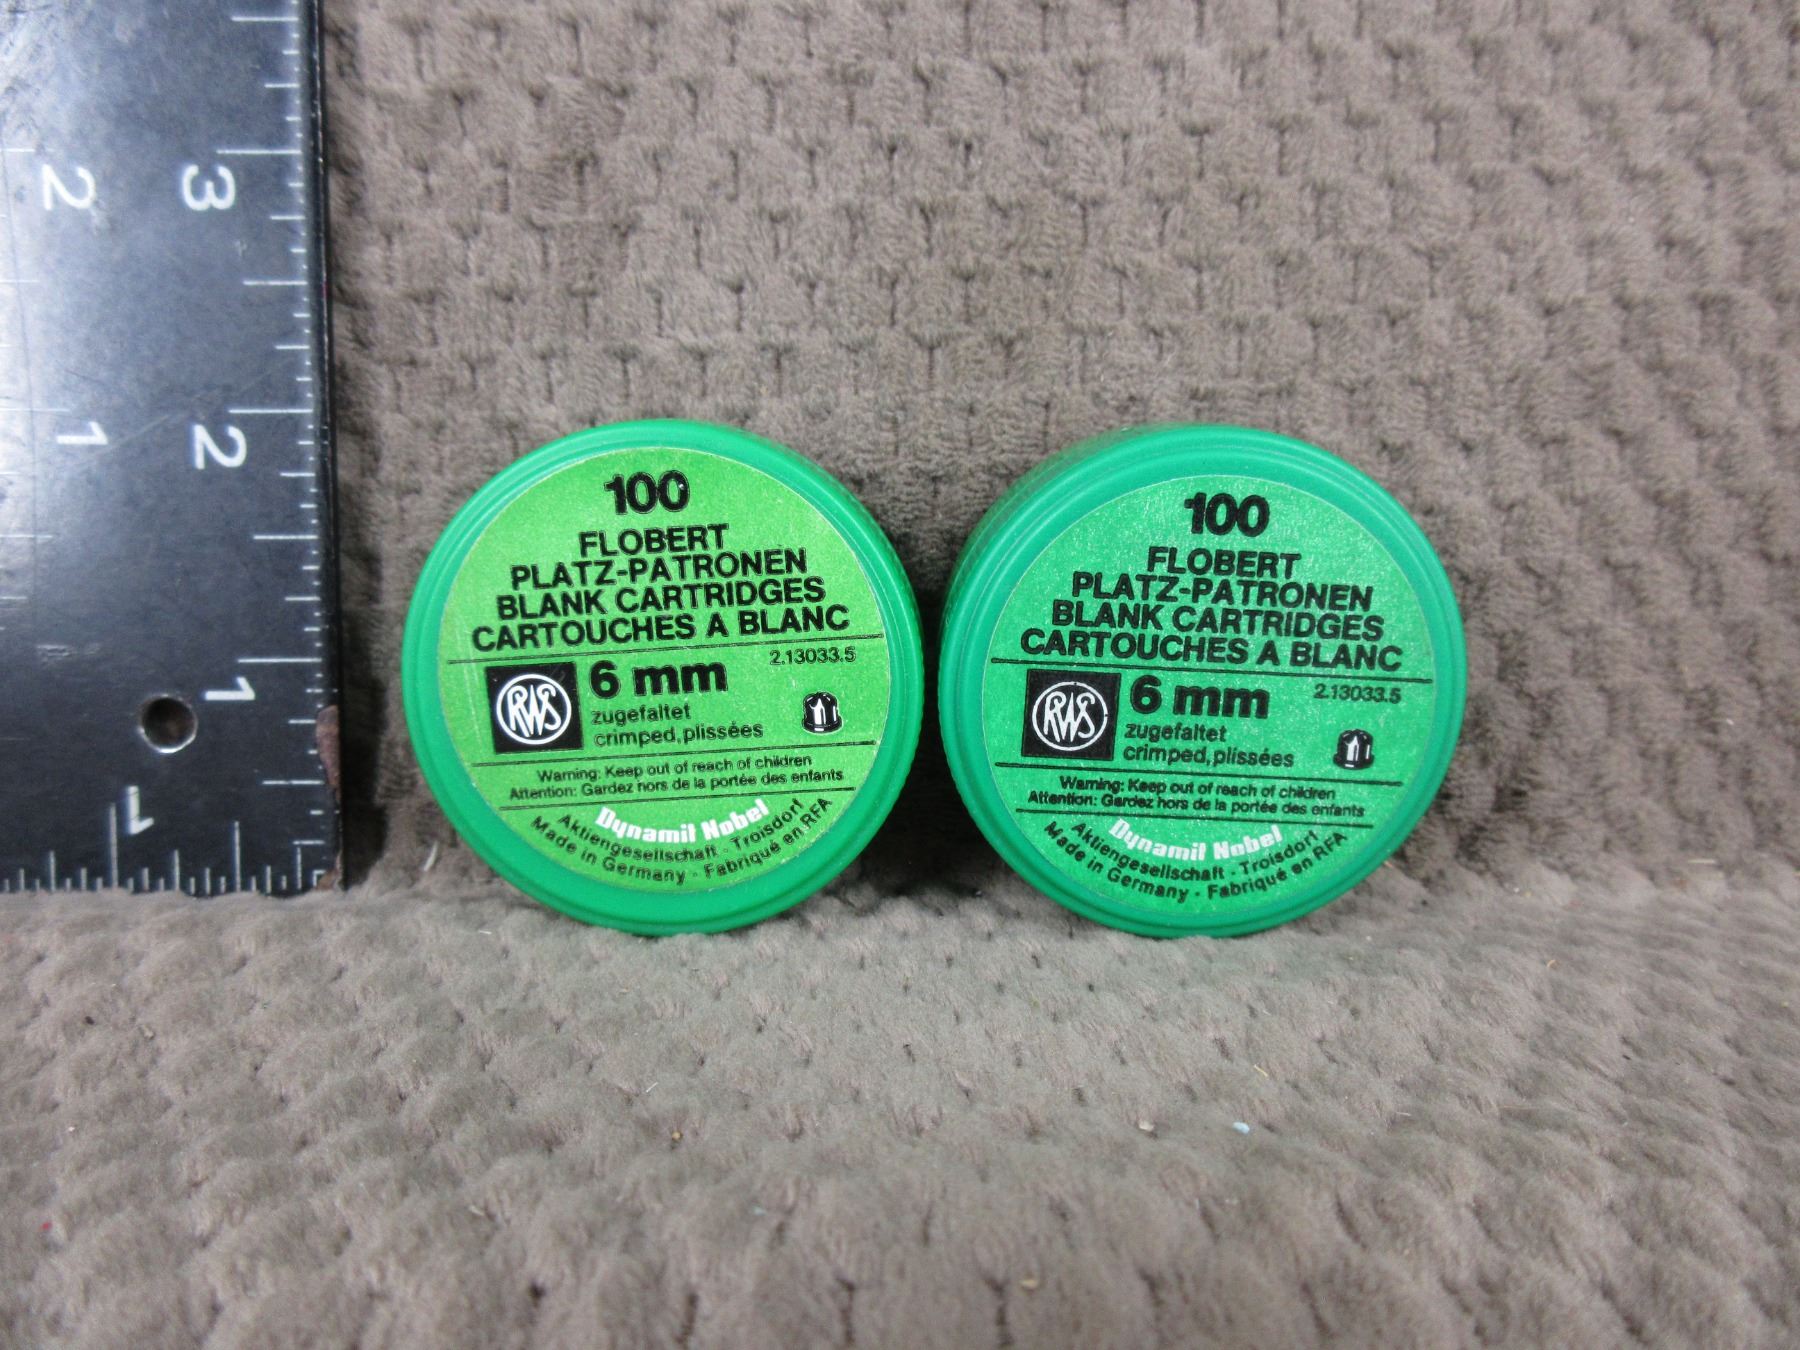 2
3
1
2
1
1
100
FLOBERT
PLATZ-PATRONEN
BLANK CARTRIDGES
CARTOUCHES A BLANC
RWS
6 mm
2.13033.5
zugefaltet
crimped, plissées
Warning: Keep out of reach of children
Attention: Gardez hors de la portée des enfants
Dynamit Nobel
Aktiengesellschaft · Troisdorf
Made in Germany · Fabriqué en RFA
100
FLOBERT
PLATZ-PATRONEN
BLANK CARTRIDGES
CARTOUCHES A BLANC
RWS
6 mm
2.13033.5
zugefaltet
crimped, plissées
Warning: Keep out of reach of children
Attention: Gardez hors de la portée des enfants
Dynamit Nobel
Aktiengesellschaft · Troisdorf
Made in Germany · Fabriqué en RFA